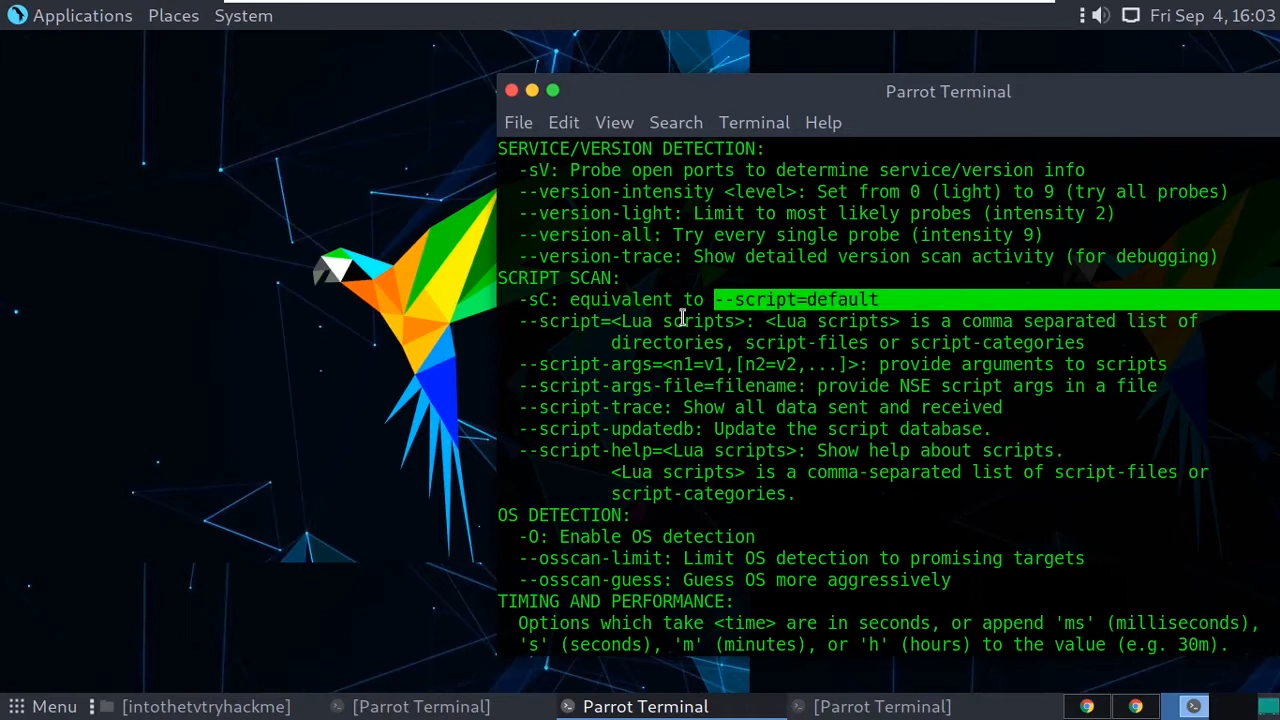 Applications Places System Fri Sep 4, 16:03
Parrot Terminal
File Edit View Search Terminal Help
SERVICE/VERSION DETECTION:
-sV: Probe open ports to determine service/version info
--version-intensity <level>: Set from 0 (light) to 9 (try all probes)
--version-light: Limit to most likely probes (intensity 2)
--version-all: Try every single probe (intensity 9)
--version-trace: Show detailed version scan activity (for debugging)
SCRIPT SCAN:
-sC: equivalent to --script=default
--script=<Lua scripts>: <Lua scripts> is a comma separated list of
directories, script-files or script-categories
--script-args=<n1=v1,[n2=v2,...]>: provide arguments to scripts
--script-args-file=filename: provide NSE script args in a file
--script-trace: Show all data sent and received
--script-updatedb: Update the script database.
--script-help=<Lua scripts>: Show help about scripts.
<Lua scripts> is a comma-separated list of script-files or
script-categories.
OS DETECTION:
-O: Enable OS detection
--osscan-limit: Limit OS detection to promising targets
--osscan-guess: Guess OS more aggressively
TIMING AND PERFORMANCE:
Options which take <time> are in seconds, or append 'ms' (milliseconds),
's' (seconds), 'm' (minutes), or 'h' (hours) to the value (e.g. 30m).
Menu [intothetvtryhackme] [Parrot Terminal] Parrot Terminal [Parrot Terminal]